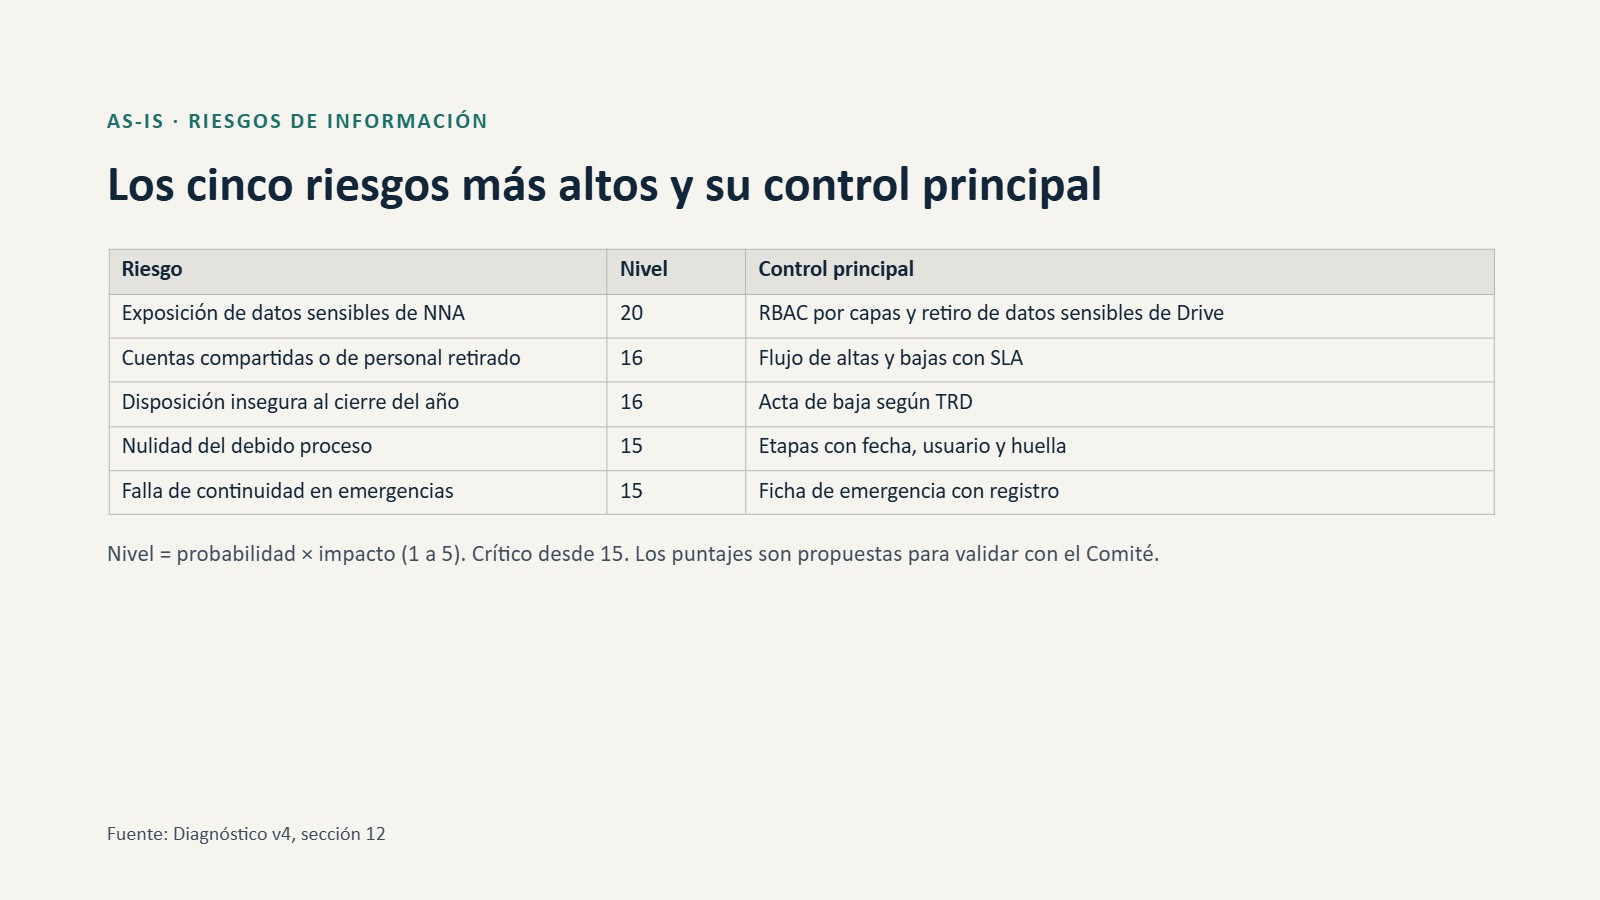 AS-IS · RIESGOS DE INFORMACIÓN
Los cinco riesgos más altos y su control principal
Riesgo Nivel Control principal
Exposición de datos sensibles de NNA 20 RBAC por capas y retiro de datos sensibles de Drive
Cuentas compartidas o de personal retirado 16 Flujo de altas y bajas con SLA
Disposición insegura al cierre del año 16 Acta de baja según TRD
Nulidad del debido proceso 15 Etapas con fecha, usuario y huella
Falla de continuidad en emergencias 15 Ficha de emergencia con registro
Nivel = probabilidad × impacto (1 a 5). Crítico desde 15. Los puntajes son propuestas para validar con el Comité.
Fuente: Diagnóstico v4, sección 12